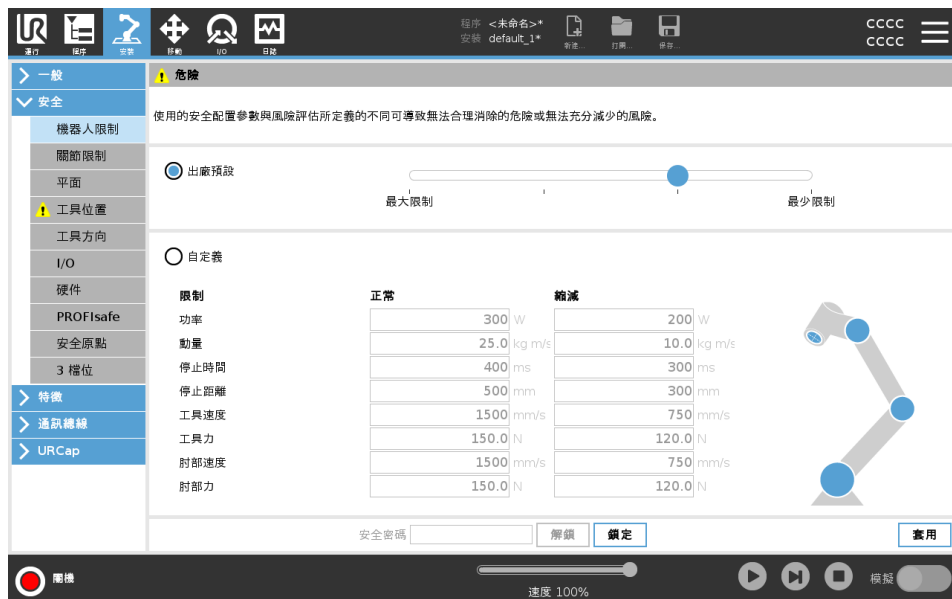 程序 <未命名>*
安裝 default_1*
CCCC
CCCC
運行 程序 安裝 移動 I/O 日誌 新建... 打開... 保存...
一般
危險
安全
使用的安全配置參數與風險評估所定義的不同可導致無法合理消除的危險或無法充分減少的風險。
機器人限制
關節限制
平面
工具位置
工具方向
I/O
硬件
PROFIsafe
安全原點
3 檔位
特徵
通訊總線
URCap
出廠預設
最大限制 最少限制
自定義
限制 正常 縮減
功率 300 W 200 W
動量 25.0 kg m/s 10.0 kg m/s
停止時間 400 ms 300 ms
停止距離 500 mm 300 mm
工具速度 1500 mm/s 750 mm/s
工具力 150.0 N 120.0 N
肘部速度 1500 mm/s 750 mm/s
肘部力 150.0 N 120.0 N
安全密碼 解鎖 鎖定 套用
關機
速度 100%
模擬